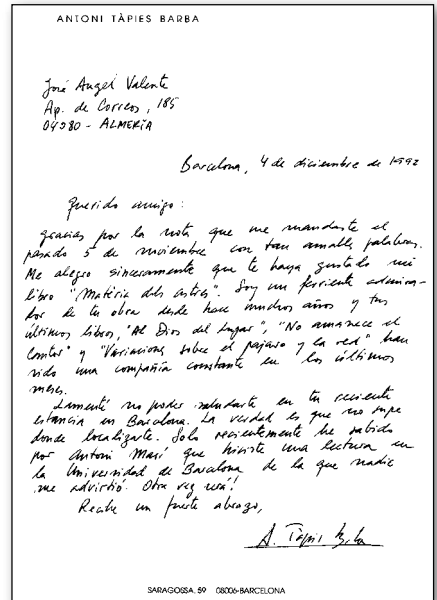 ANTONI TÀPIES BARBA
José Angel Valente
Ap. de Correos, 185
04080 - ALMERÍA
Barcelona, 4 de diciembre de 1992
Querido amigo:
gracias por la nota que me mandaste el
pasado 5 de noviembre con tan amables palabras.
Me alegro sinceramente que te haya gustado mi
libro "Matèria dels astres". Soy un ferviente admira-
dor de tu obra desde hace muchos años y tus
últimos libros, "Al Dios del lugar", "No amanece el
cantor" y "Variaciones sobre el pájaro y la red" han
sido una compañía constante en los últimos
meses.
Lamenté no poder saludarte en tu reciente
estancia en Barcelona. La verdad es que no supe
donde localizarte. Solo recientemente he sabido
por Antoni Marí que hiciste una lectura en
la Universidad de Barcelona de la que nadie
me advirtió. Otra vez será!
Recibe un fuerte abrazo,
A. Tàpies Barba
SARAGOSSA, 59 08006-BARCELONA